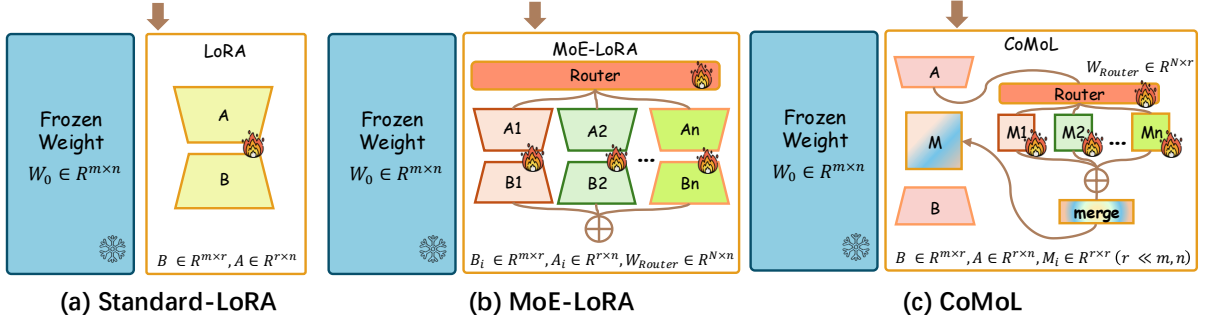 Frozen
Weight
W₀ ∈ R^{m×n}
LoRA
A
B
B ∈ R^{m×r}, A ∈ R^{r×n}
(a) Standard-LoRA
Frozen
Weight
W₀ ∈ R^{m×n}
MoE-LoRA
Router
A1 A2 ... An
B1 B2 Bn
B_i ∈ R^{m×r}, A_i ∈ R^{r×n}, W_{Router} ∈ R^{N×n}
(b) MoE-LoRA
Frozen
Weight
W₀ ∈ R^{m×n}
CoMoL
A
W_{Router} ∈ R^{N×r}
Router
M
M1 M2 ... Mn
B
merge
B ∈ R^{m×r}, A ∈ R^{r×n}, M_i ∈ R^{r×r} (r ≪ m, n)
(c) CoMoL